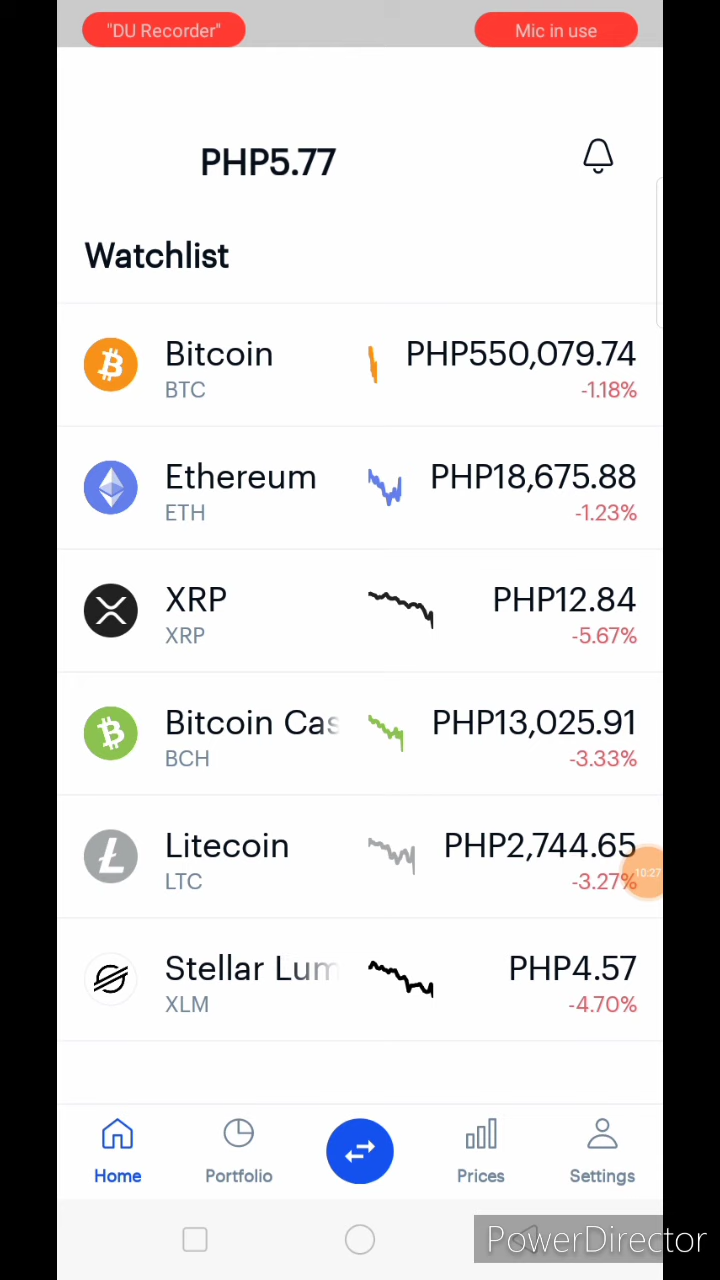 "DU Recorder" Mic in use
PHP5.77
Watchlist
Bitcoin PHP550,079.74
BTC -1.18%
Ethereum PHP18,675.88
ETH -1.23%
XRP PHP12.84
XRP -5.67%
Bitcoin Cas PHP13,025.91
BCH -3.33%
Litecoin PHP2,744.65
LTC -3.27% 10:27
Stellar Lum PHP4.57
XLM -4.70%
Home Portfolio Prices Settings
PowerDirector